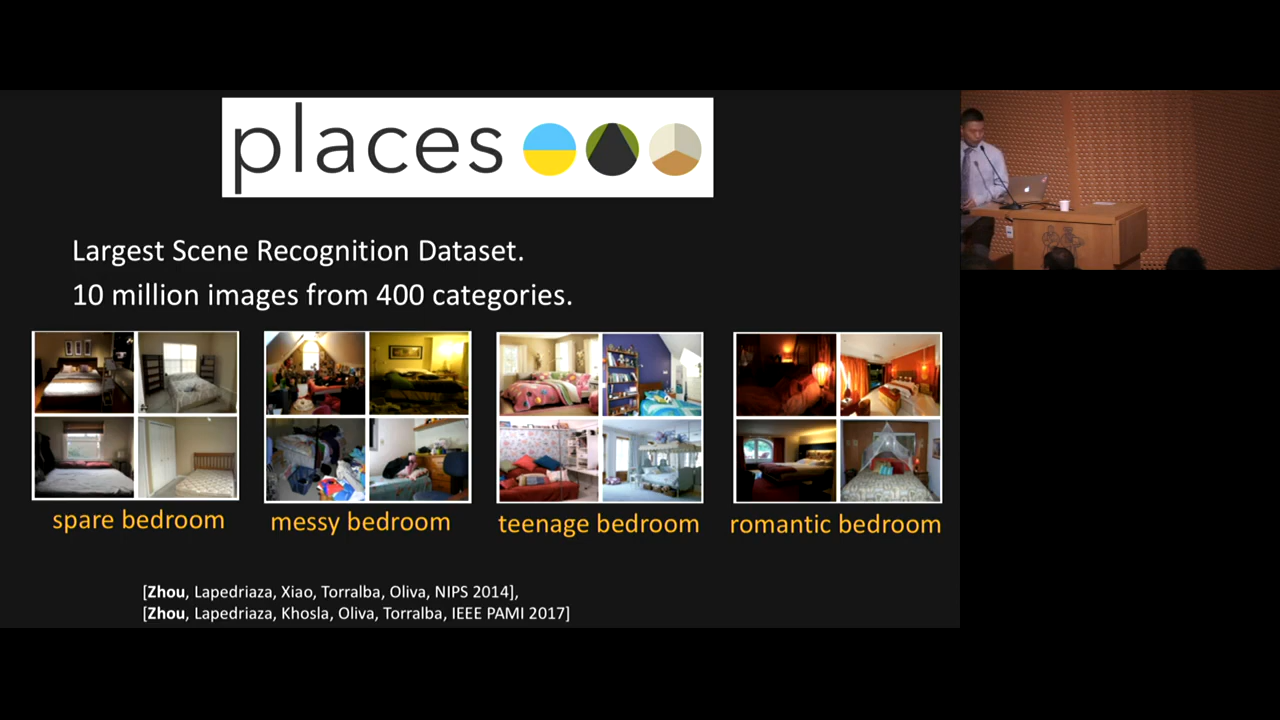 places
Largest Scene Recognition Dataset.
10 million images from 400 categories.
spare bedroom
messy bedroom
teenage bedroom
romantic bedroom
[Zhou, Lapedriaza, Xiao, Torralba, Oliva, NIPS 2014],
[Zhou, Lapedriaza, Khosla, Oliva, Torralba, IEEE PAMI 2017]